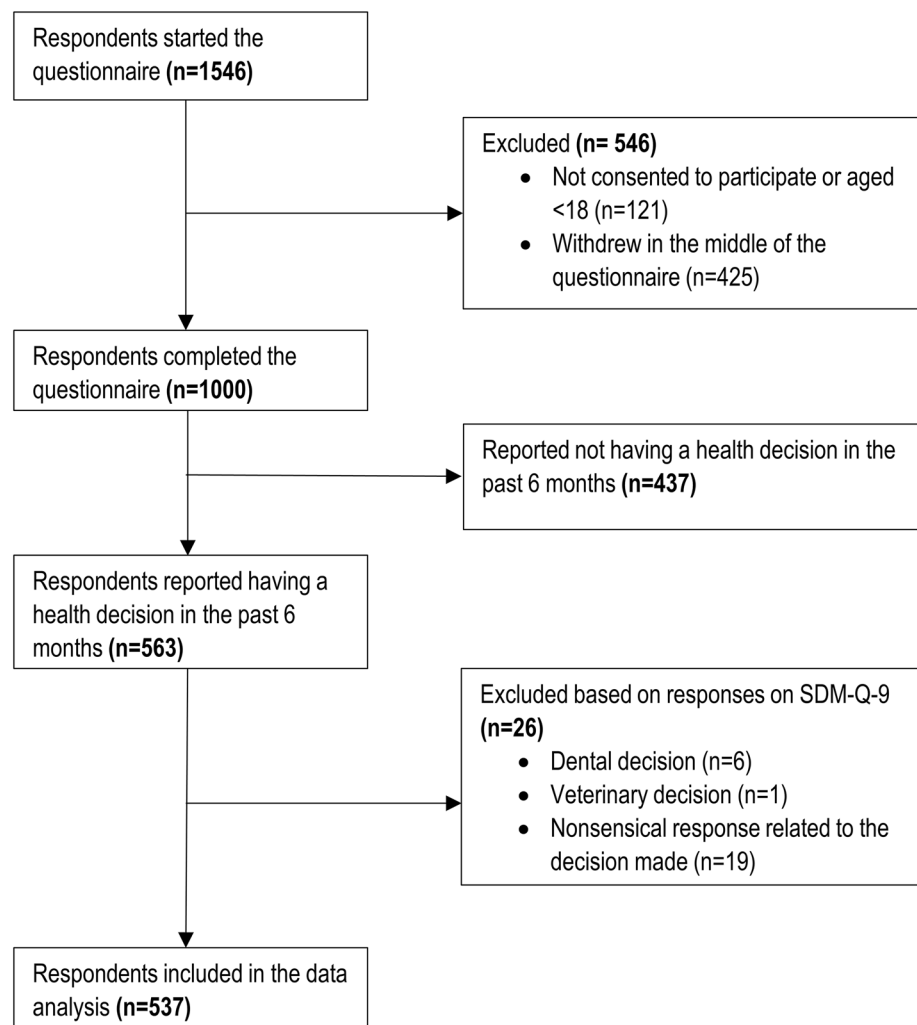 Respondents started the
questionnaire (n=1546)
Excluded (n= 546)
• Not consented to participate or aged
<18 (n=121)
• Withdrew in the middle of the
questionnaire (n=425)
Respondents completed the
questionnaire (n=1000)
Reported not having a health decision in the
past 6 months (n=437)
Respondents reported having a
health decision in the past 6
months (n=563)
Excluded based on responses on SDM-Q-9
(n=26)
• Dental decision (n=6)
• Veterinary decision (n=1)
• Nonsensical response related to the
decision made (n=19)
Respondents included in the data
analysis (n=537)